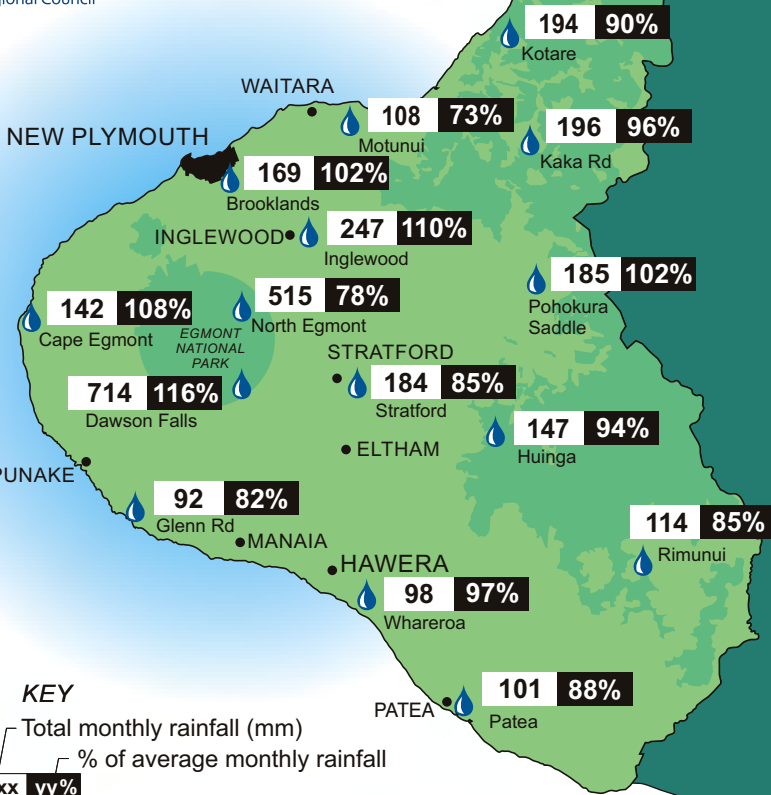 Council
194 90%
Kotare
WAITARA
108 73%
Motunui
NEW PLYMOUTH
196 96%
Kaka Rd
169 102%
Brooklands
INGLEWOOD
247 110%
Inglewood
185 102%
Pohokura
Saddle
142 108%
Cape Egmont
515 78%
North Egmont
EGMONT
NATIONAL
PARK
STRATFORD
714 116%
Dawson Falls
184 85%
Stratford
147 94%
Huinga
ELTHAM
PUNAKE
92 82%
Glenn Rd
MANAIA
114 85%
Rimunui
HAWERA
98 97%
Whareroa
101 88%
Patea
PATEA
KEY
Total monthly rainfall (mm)
% of average monthly rainfall
xx yy%